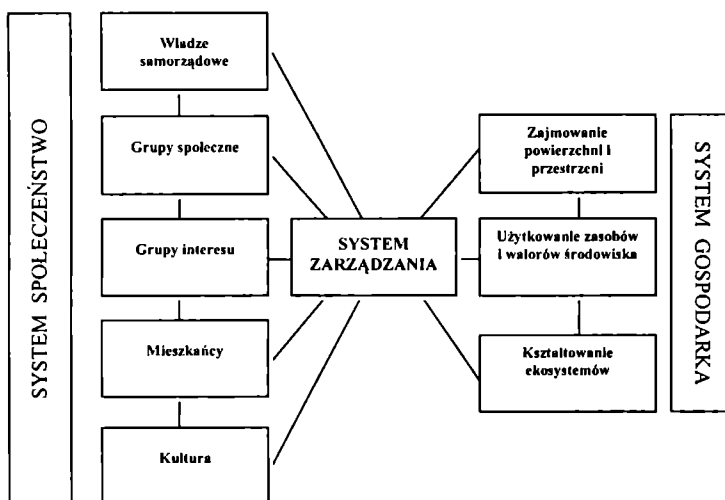 SYSTEM SPOŁECZEŃSTWO
Władze
samorządowe
Grupy społeczne
Grupy interesu
Mieszkańcy
Kultura
SYSTEM
ZARZĄDZANIA
Zajmowanie
powierzchni i
przestrzeni
Użytkowanie zasobów
i walorów środowiska
Kształtowanie
ekosystemów
SYSTEM GOSPODARKA